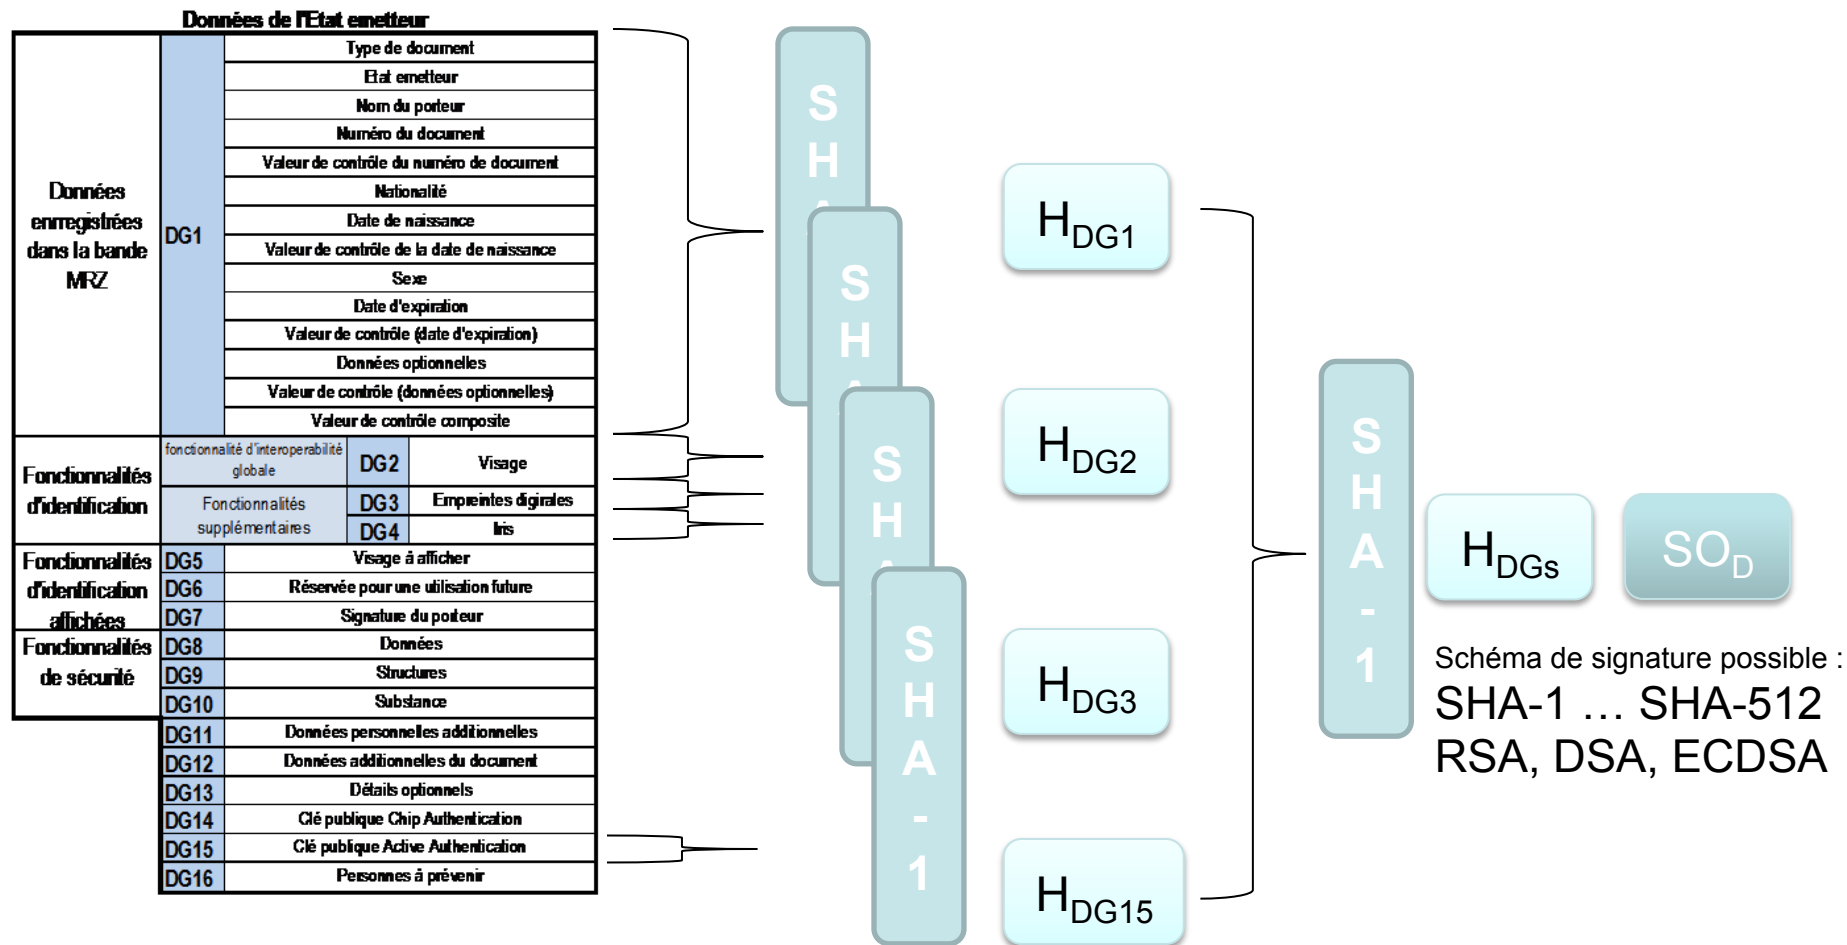 Données de l'Etat emetteur
Données
enrregistrées
dans la bande
MRZ
DG1
Type de document
Etat emetteur
Nom du porteur
Numéro du document
Valeur de contrôle du numéro de document
Nationalité
Date de naissance
Valeur de contrôle de la date de naissance
Sexe
Date d'expiration
Valeur de contrôle (date d'expiration)
Données optionnelles
Valeur de contrôle (données optionnelles)
Valeur de contrôle composite
Fonctionnalités
d'identification
fonctionnalité d'interoperabilité
globale
DG2
Visage
Fonctionnalités
supplémentaires
DG3
Empreintes digirales
DG4
Iris
Fonctionnalités
d'identification
affichées
DG5
Visage à afficher
DG6
Réservée pour une utilisation future
DG7
Signature du porteur
Fonctionnalités
de sécurité
DG8
Données
DG9
Structures
DG10
Substance
DG11
Données personnelles additionnelles
DG12
Données additionnelles du document
DG13
Détails optionnels
DG14
Clé publique Chip Authentication
DG15
Clé publique Active Authentication
DG16
Personnes à prévenir
SHA
SHA
SHA
SHA-1
HDG1
HDG2
HDG3
HDG15
SHA-1
HDGs
SOD
Schéma de signature possible :
SHA-1 … SHA-512
RSA, DSA, ECDSA